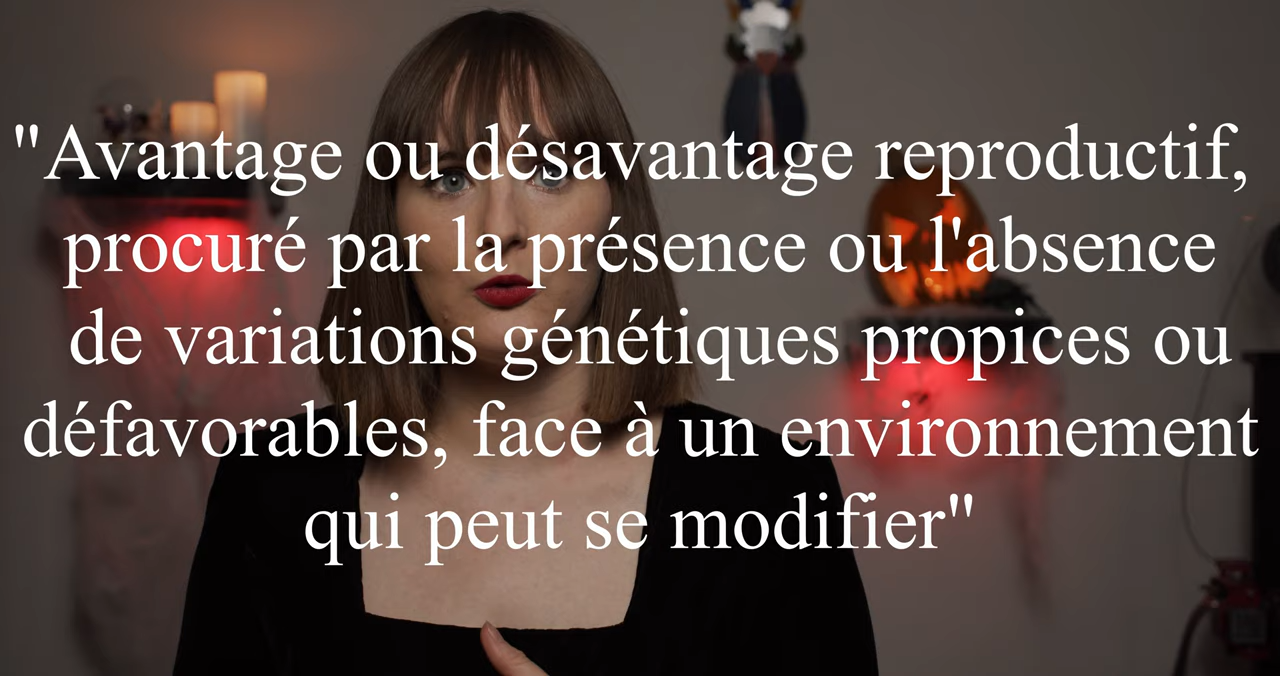 "Avantage ou désavantage reproductif,
procuré par la présence ou l'absence
de variations génétiques propices ou
défavorables, face à un environnement
qui peut se modifier"